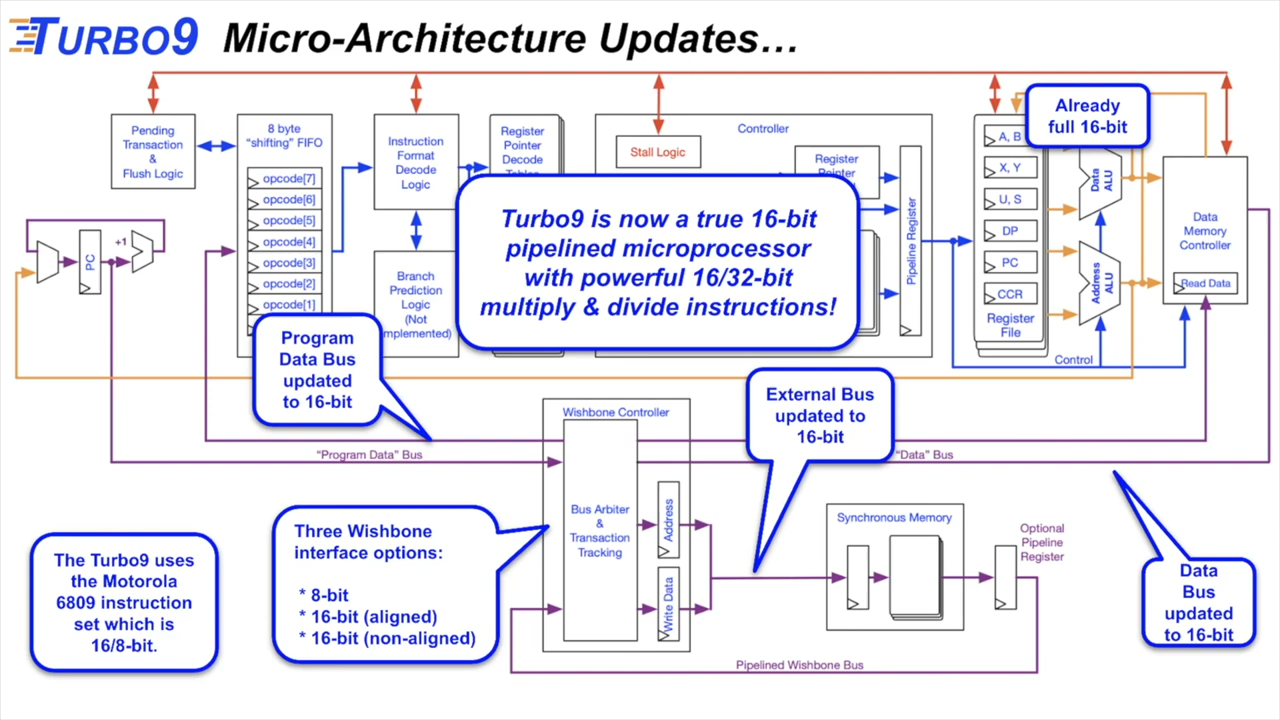 TURBO9 Micro-Architecture Updates…
Pending
Transaction
&
Flush Logic
8 byte
“shifting” FIFO
opcode[7]
opcode[6]
opcode[5]
opcode[4]
opcode[3]
opcode[2]
opcode[1]
Instruction
Format
Decode
Logic
Branch
Prediction
Logic
(Not
Implemented)
Register
Pointer
Decode
Tables
Controller
Stall Logic
Register
Pointer
Pipeline Register
A, B
X, Y
U, S
DP
PC
CCR
Register
File
Already
full 16-bit
Data
ALU
Address
ALU
Control
Data
Memory
Controller
Read Data
PC
+1
Turbo9 is now a true 16-bit
pipelined microprocessor
with powerful 16/32-bit
multiply & divide instructions!
Program
Data Bus
updated
to 16-bit
External Bus
updated to
16-bit
“Program Data” Bus
“Data” Bus
Wishbone Controller
Bus Arbiter
&
Transaction
Tracking
Address
Write Data
Synchronous Memory
Optional
Pipeline
Register
Pipelined Wishbone Bus
The Turbo9 uses
the Motorola
6809 instruction
set which is
16/8-bit.
Three Wishbone
interface options:
* 8-bit
* 16-bit (aligned)
* 16-bit (non-aligned)
Data
Bus
updated
to 16-bit